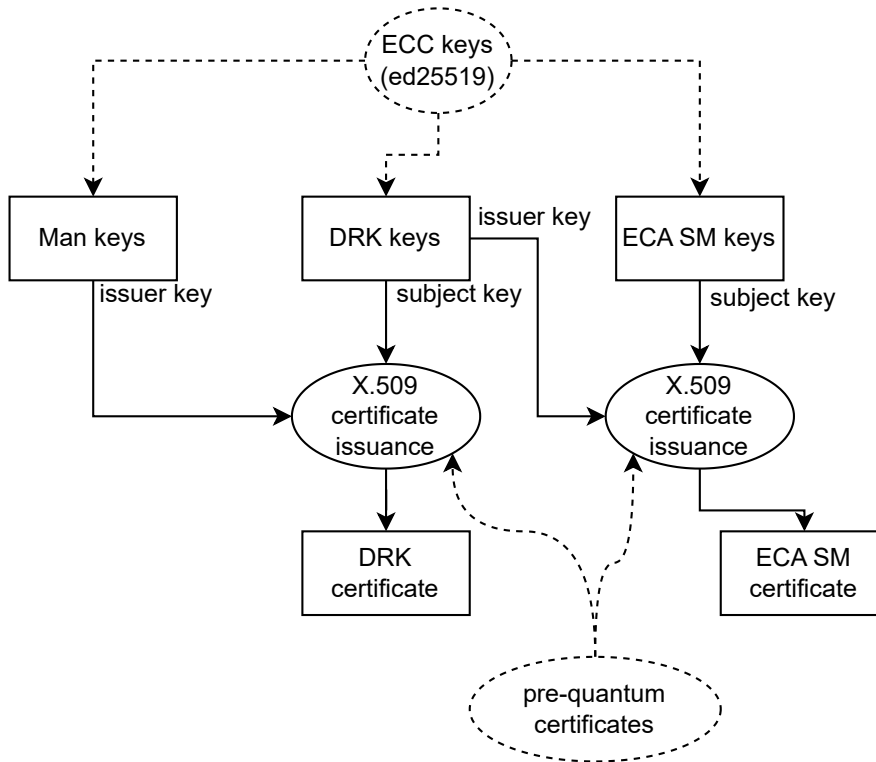 ECC keys
(ed25519)
Man keys
DRK keys
issuer key
ECA SM keys
issuer key
subject key
subject key
X.509
certificate
issuance
X.509
certificate
issuance
DRK
certificate
ECA SM
certificate
pre-quantum
certificates